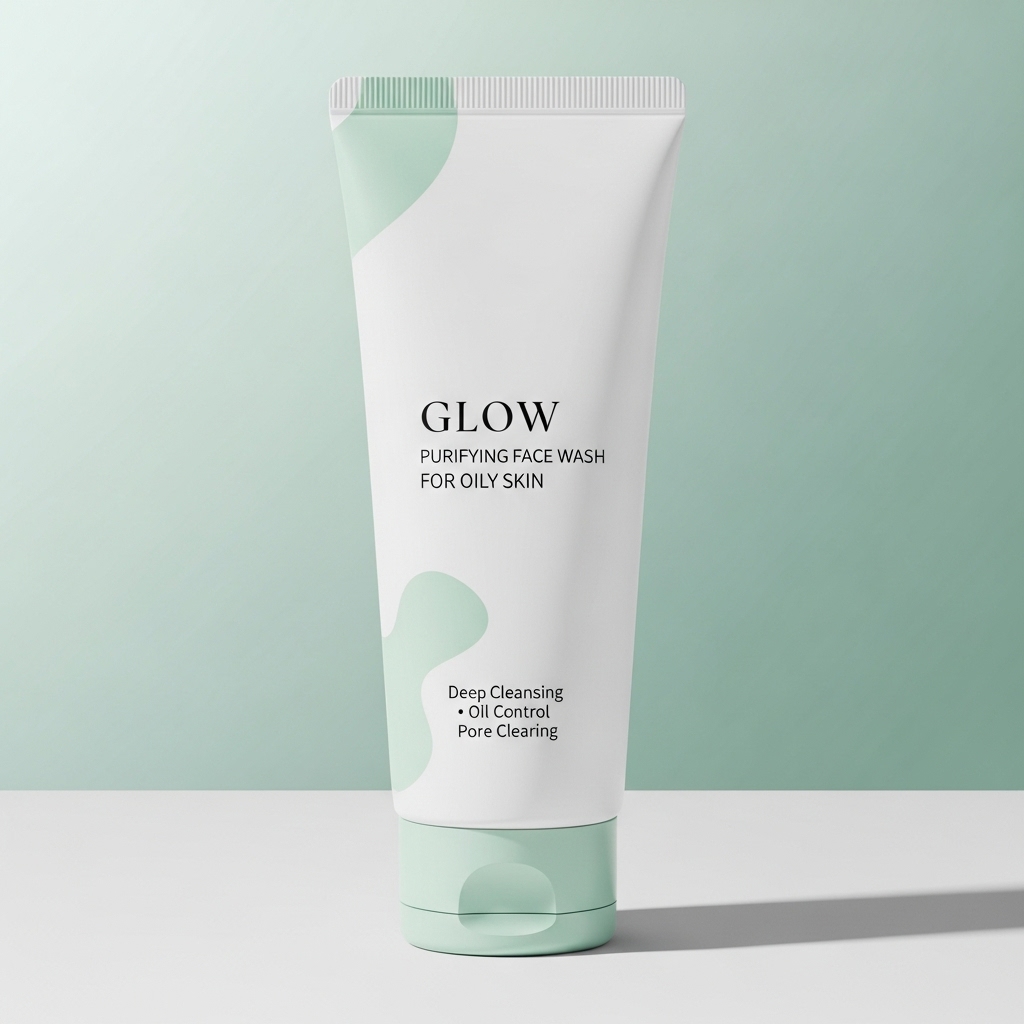 GLOW
PURIFYING FACE WASH
FOR OILY SKIN
Deep Cleansing
• Oil Control
Pore Clearing